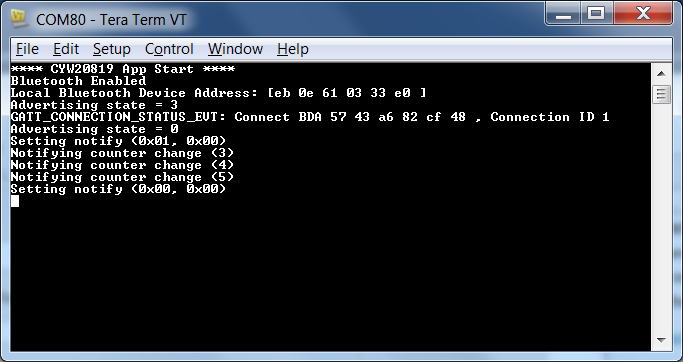 COM80 - Tera Term VT
File Edit Setup Control Window Help
**** CYW20819 App Start ****
Bluetooth Enabled
Local Bluetooth Device Address: [eb 0e 61 03 33 e0 ]
Advertising state = 3
GATT_CONNECTION_STATUS_EVT: Connect BDA 57 43 a6 82 cf 48 , Connection ID 1
Advertising state = 0
Setting notify (0x01, 0x00)
Notifying counter change (3)
Notifying counter change (4)
Notifying counter change (5)
Setting notify (0x00, 0x00)